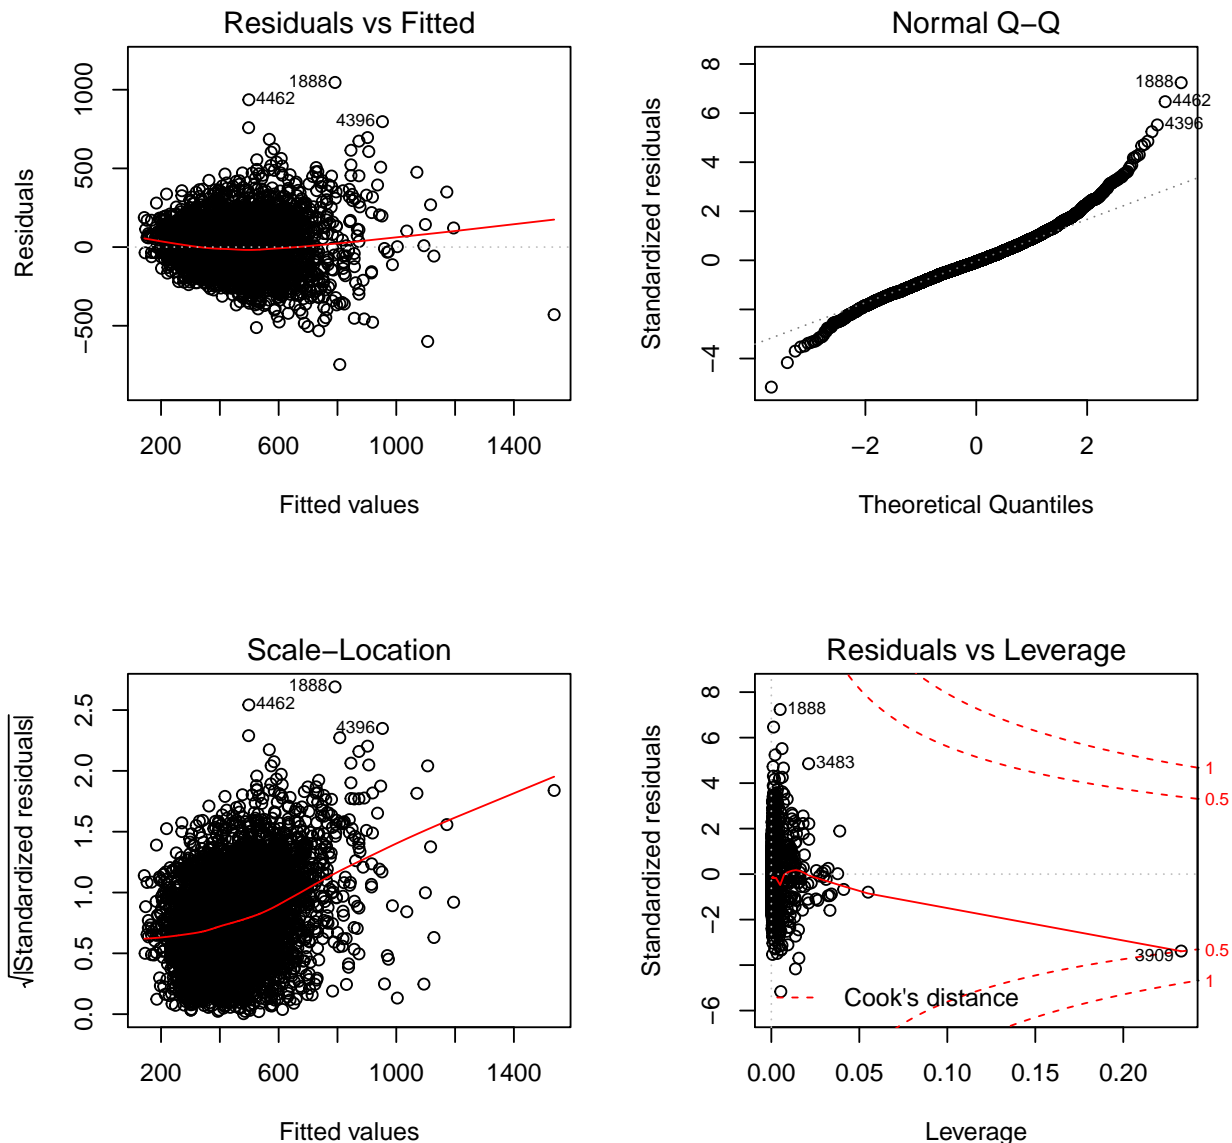 Residuals vs Fitted
Residuals
1000
500
0
−500
1888
4462
4396
200 600 1000 1400
Fitted values
Normal Q−Q
Standardized residuals
8
6
4
2
0
−4
1888
4462
4396
−2 0 2
Theoretical Quantiles
Scale−Location
√|Standardized residuals|
2.5
2.0
1.5
1.0
0.5
0.0
1888
4462
4396
200 600 1000 1400
Fitted values
Residuals vs Leverage
Standardized residuals
8
6
4
2
0
−2
−6
1888
3483
3909
1
0.5
0.5
1
Cook's distance
0.00 0.05 0.10 0.15 0.20
Leverage